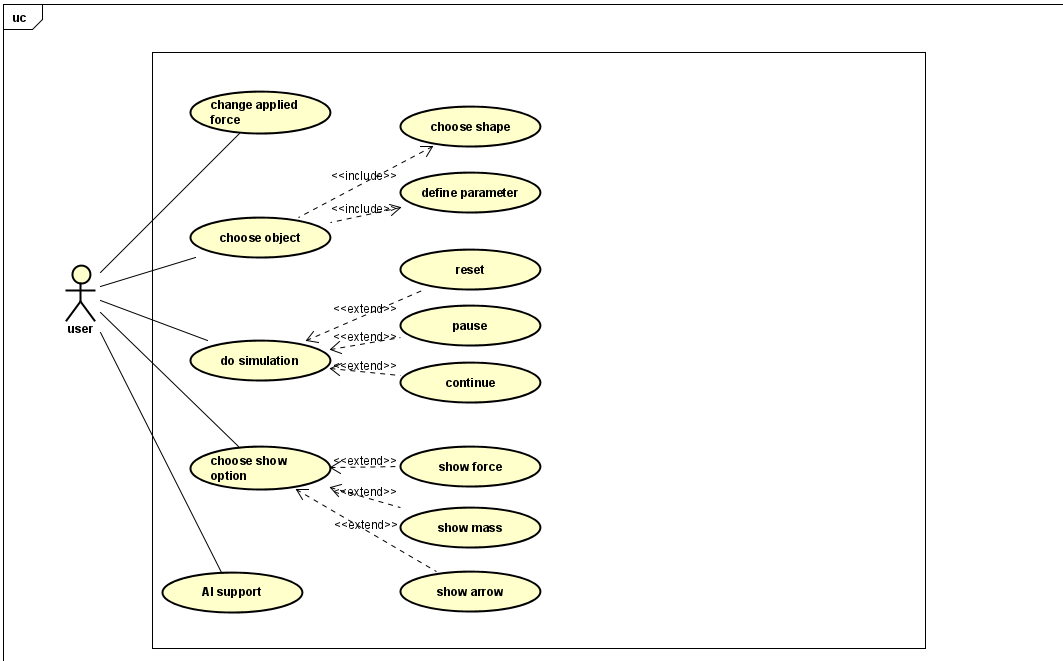 uc
change applied
force
choose shape
<<include>>
define parameter
<<include>>
choose object
reset
<<extend>>
pause
user
<<extend>>
do simulation
<<extend>>
continue
choose show
option
<<extend>>
show force
<<extend>>
show mass
<<extend>>
AI support
show arrow